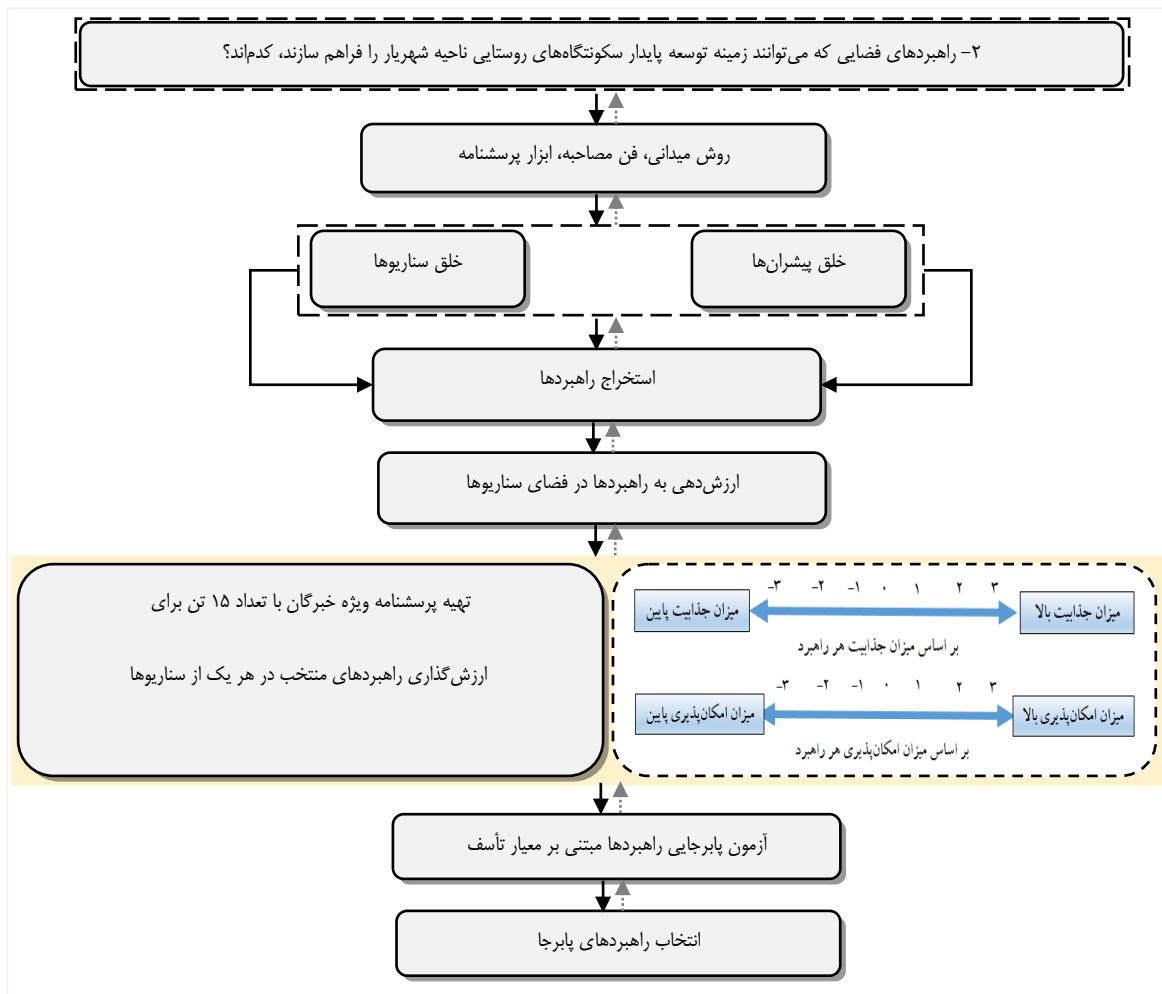 ۲- راهبردهای فضایی که می‌توانند زمینه توسعه پایدار سکونتگاه‌های روستایی ناحیه شهریار را فراهم سازند، کدم‌اند؟
روش میدانی، فن مصاحبه، ابزار پرسشنامه
خلق پیشران‌ها
خلق سناریوها
استخراج راهبردها
ارزش‌دهی به راهبردها در فضای سناریوها
۳ ۲ ۱ ۰ ۱- ۲- ۳-
میزان جذابیت بالا
میزان جذابیت پایین
بر اساس میزان جذابیت هر راهبرد
۳ ۲ ۱ ۰ ۱- ۲- ۳-
میزان امکان‌پذیری بالا
میزان امکان‌پذیری پایین
بر اساس میزان امکان‌پذیری هر راهبرد
تهیه پرسشنامه ویژه خبرگان با تعداد ۱۵ تن برای
ارزش‌گذاری راهبردهای منتخب در هر یک از سناریوها
آزمون پابرجایی راهبردها مبتنی بر معیار تأسف
انتخاب راهبردهای پابرجا